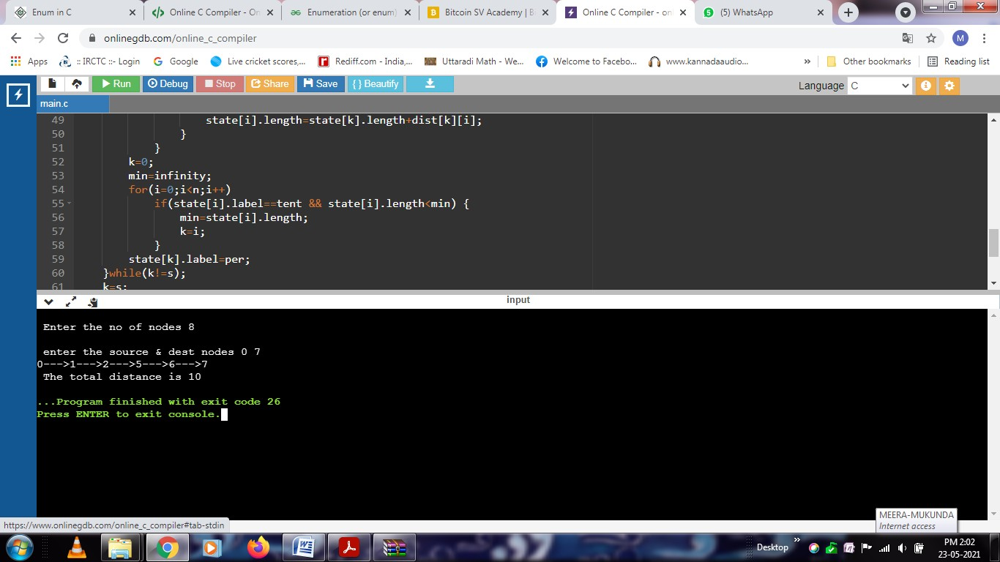 Enum in C
Online C Compiler - On
Enumeration (or enum)
Bitcoin SV Academy | B
Online C Compiler - onl
(5) WhatsApp
onlinegdb.com/online_c_compiler
M
Apps
:: IRCTC ::- Login
Google
Live cricket scores,...
Rediff.com - India,...
Uttaradi Math - We...
Welcome to Facebo...
www.kannadaaudio...
»
Other bookmarks
Reading list
Run
Debug
Stop
Share
Save
{ } Beautify
Language C
main.c
49 state[i].length=state[k].length+dist[k][i];
50 }
51 }
52 k=0;
53 min=infinity;
54 for(i=0;i<n;i++)
55 if(state[i].label==tent && state[i].length<min) {
56 min=state[i].length;
57 k=i;
58 }
59 state[k].label=per;
60 }while(k!=s);
61 k=s;
input
Enter the no of nodes 8
enter the source & dest nodes 0 7
0--->1--->2--->5--->6--->7
The total distance is 10
...Program finished with exit code 26
Press ENTER to exit console.
https://www.onlinegdb.com/online_c_compiler#tab-stdin
MEERA-MUKUNDA
Internet access
Desktop
»
PM 2:02
23-05-2021